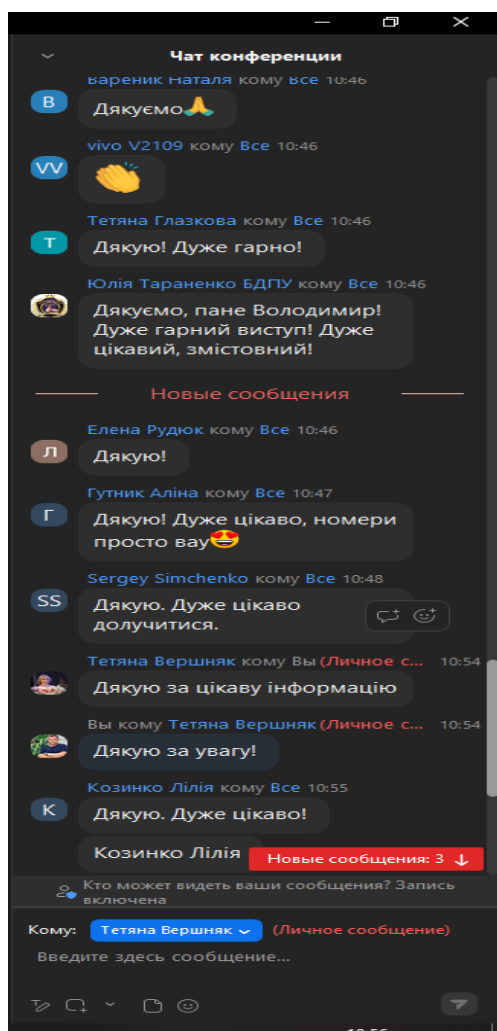 Чат конференции
Вареник Наталя кому Все 10:46
В
Дякуємо🙏
vivo V2109 кому Все 10:46
VV
👏
Тетяна Глазкова кому Все 10:46
Т
Дякую! Дуже гарно!
Юлія Тараненко БДПУ кому Все 10:46
Дякуємо, пане Володимир!
Дуже гарний виступ! Дуже
цікавий, змістовний!
Новые сообщения
Елена Рудюк кому Все 10:46
Л
Дякую!
Гутник Аліна кому Все 10:47
Г
Дякую! Дуже цікаво, номери
просто вау😍
Sergey Simchenko кому Все 10:48
SS
Дякую. Дуже цікаво
долучитися.
Тетяна Вершняк кому Вы (Личное с... 10:54
Дякую за цікаву інформацію
Вы кому Тетяна Вершняк (Личное с... 10:54
Дякую за увагу!
Козинко Лілія кому Все 10:55
К
Дякую. Дуже цікаво!
Козинко Лілія
Новые сообщения: 3 ↓
Кто может видеть ваши сообщения? Запись
включена
Кому: Тетяна Вершняк (Личное сообщение)
Введите здесь сообщение...